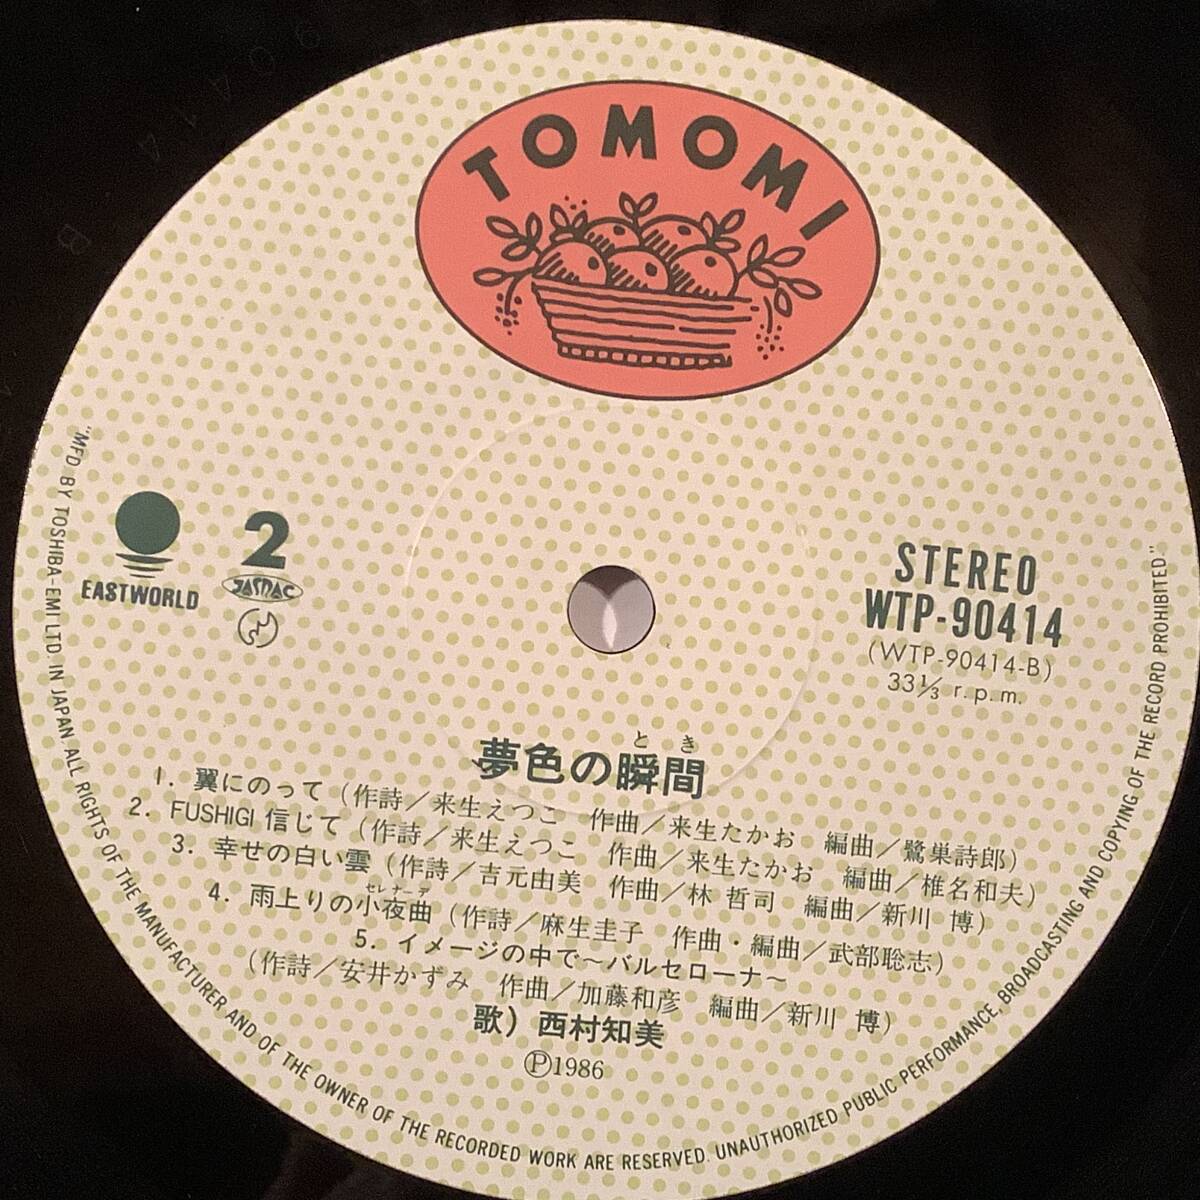 TOMOMI
EASTWORLD
2
JASRAC
STEREO
WTP-90414
(WTP-90414-B)
33⅓ r.p.m.
とき
夢色の瞬間
1. 翼にのって (作詩/来生えつこ 作曲/来生たかお 編曲/鷺巣詩郎)
2. FUSHIGI 信じて (作詩/来生えつこ 作曲/来生たかお 編曲/椎名和夫)
3. 幸せの白い雲 (作詩/吉元由美 作曲/林 哲司 編曲/新川 博)
セレナーデ
4. 雨上りの小夜曲 (作詩/麻生圭子 作曲・編曲/武部聡志)
5. イメージの中で〜バルセローナ〜
(作詩/安井かずみ 作曲/加藤和彦 編曲/新川 博)
歌) 西村知美
Ⓟ1986
"MFD BY TOSHIBA-EMI LTD. IN JAPAN ALL RIGHTS OF THE MANUFACTURER AND OF THE OWNER OF THE RECORDED WORK ARE RESERVED. UNAUTHORIZED PUBLIC PERFORMANCE, BROADCASTING AND COPYING OF THE RECORD PROHIBITED."